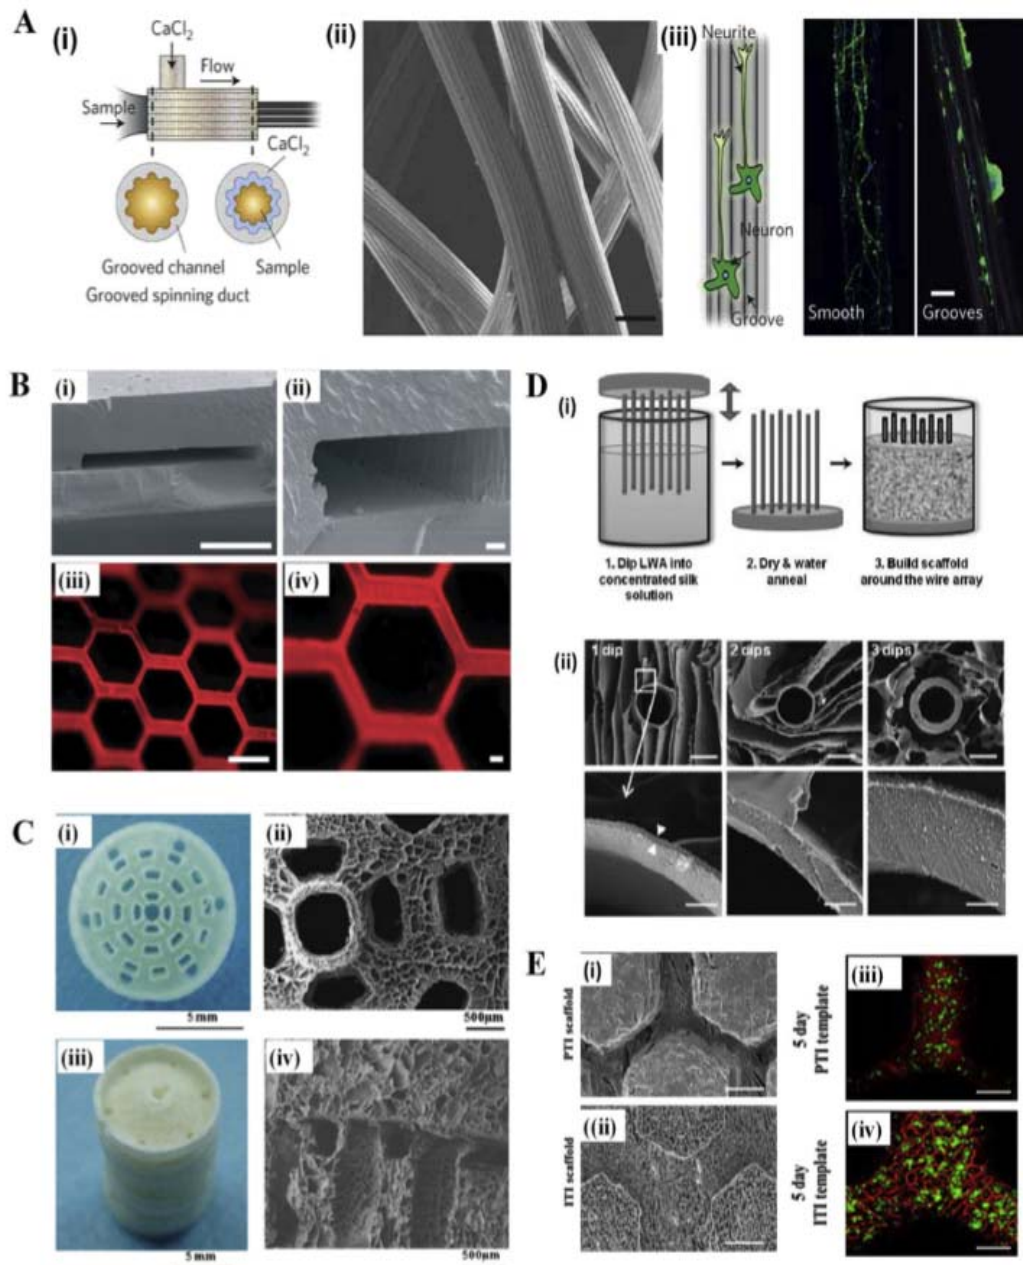 A
(i)
CaCl2
Flow
Sample
CaCl2
Grooved channel
Sample
Grooved spinning duct
(ii)
(iii)
Neurite
Neuron
Groove
Smooth
Grooves
B
(i)
(ii)
(iii)
(iv)
C
(i)
(ii)
5 mm
500μm
(iii)
(iv)
5 mm
500μm
D
(i)
1. Dip LWA into
concentrated silk
solution
2. Dry & water
anneal
3. Build scaffold
around the wire array
(ii)
1 dip
2 dips
3 dips
E
PTI scaffold
(i)
5 day
PTI template
(iii)
ITI scaffold
((ii)
5 day
ITI template
(iv)